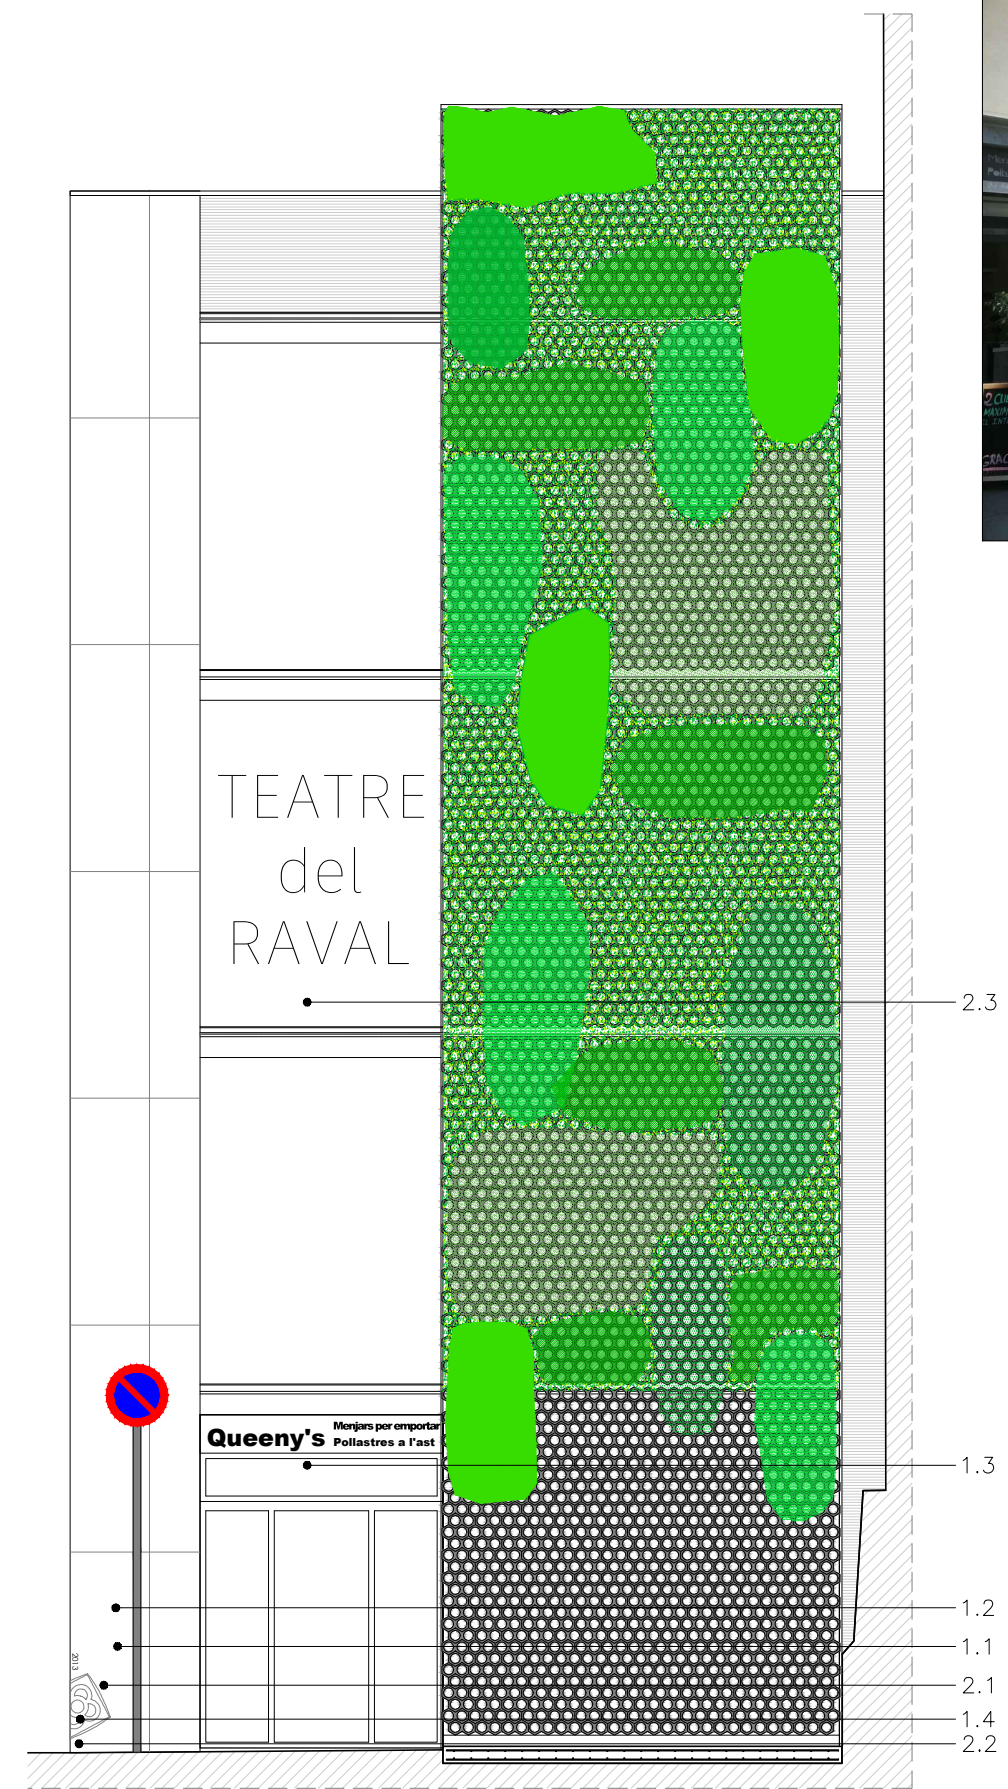 TEATRE
del
RAVAL
2.3
Queeny's
Menjars per emportar
Pollastres a l'ast
1.3
1.2
1.1
2.1
1.4
2.2
2013
GRAC